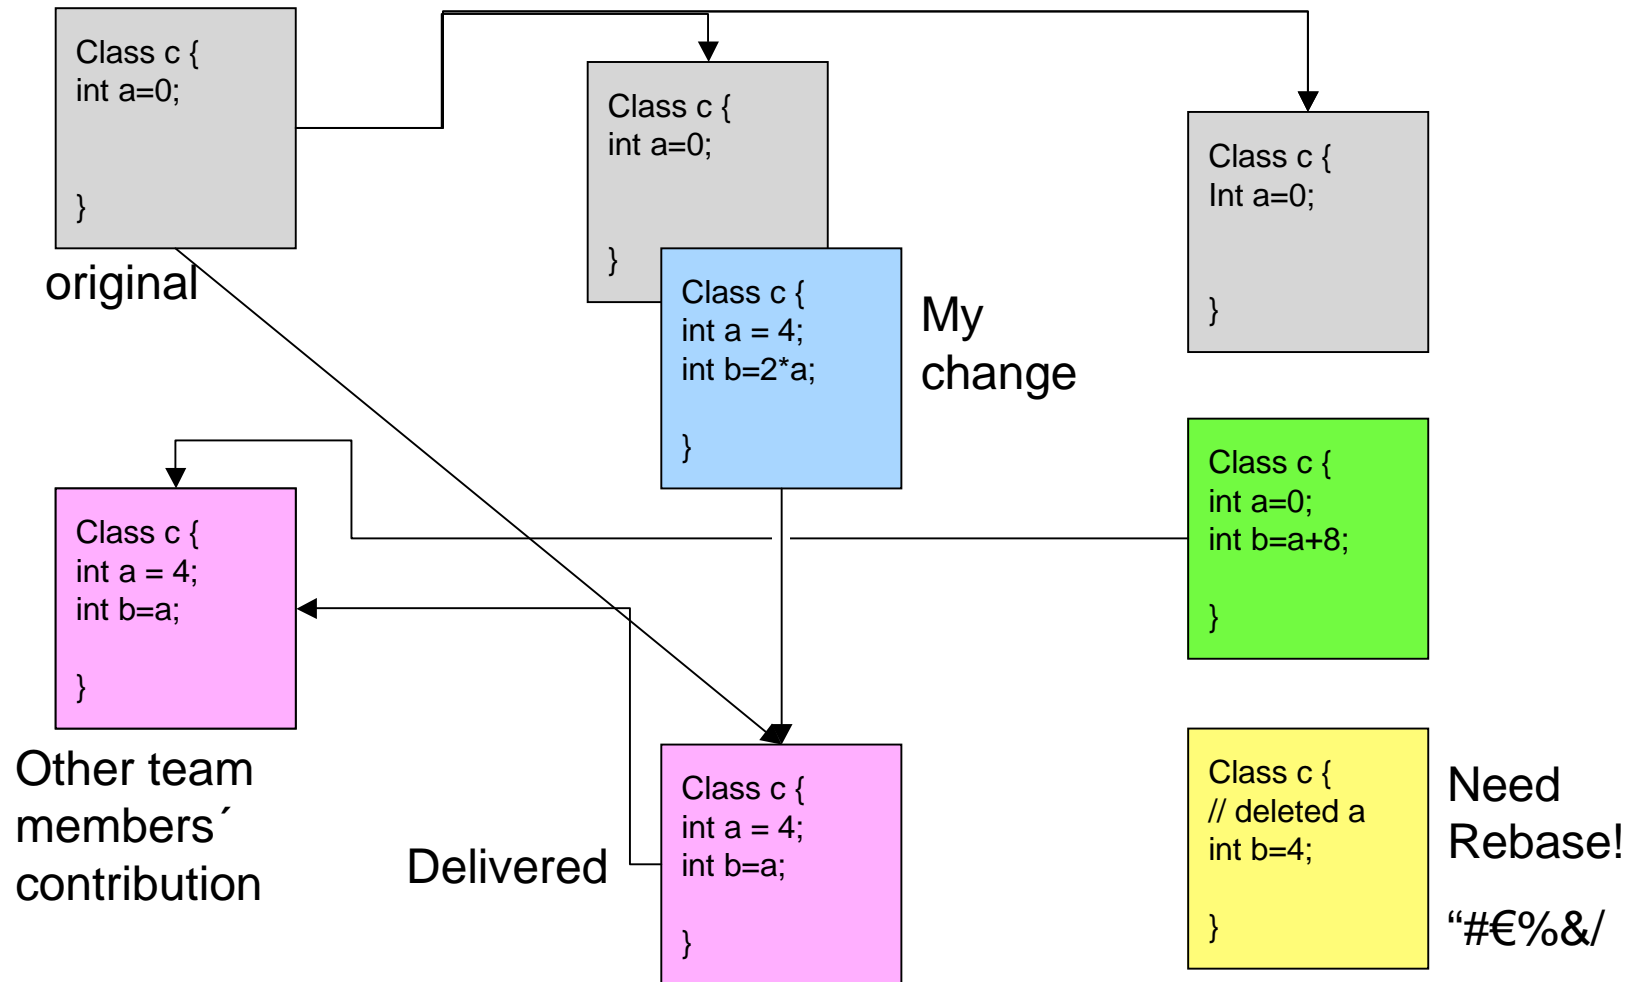 Class c {
int a=0;
}
original
Class c {
int a=0;
}
Class c {
int a = 4;
int b=2*a;
}
My
change
Class c {
Int a=0;
}
Class c {
int a=0;
int b=a+8;
}
Class c {
int a = 4;
int b=a;
}
Other team
members´
contribution
Delivered
Class c {
int a = 4;
int b=a;
}
Class c {
// deleted a
int b=4;
}
Need
Rebase!
“#€%&/